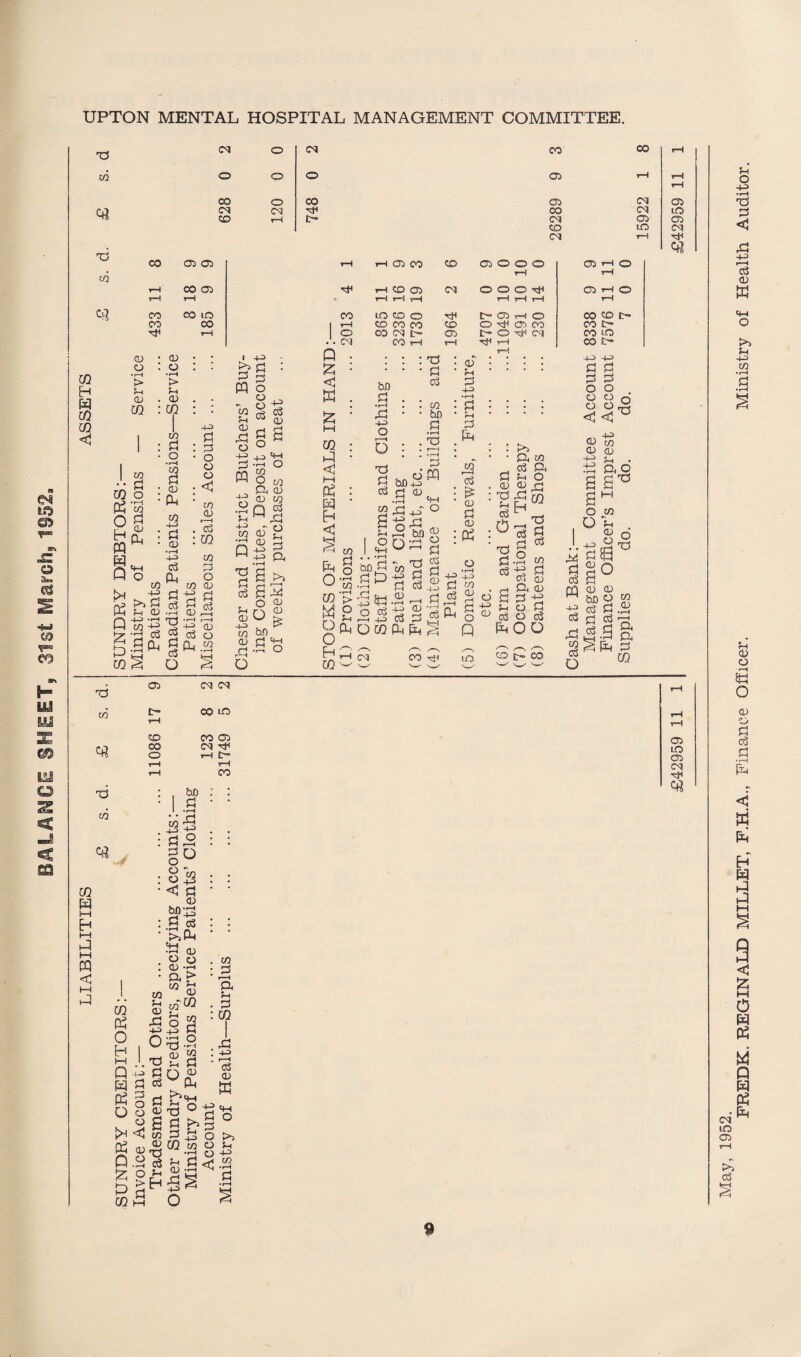 UPTON MENTAL HOSPITAL MANAGEMENT COMMITTEE.
BALANCE SHEET, 31st March, 1952.
LIABILITIES
£ s. d. £ s. d.
SUNDRY CREDITORS:—
Invoice Account:—
Tradesmen and Others ... ... ... 11086 17 9
Other Sundry Creditors, specifying Accounts:—
Ministry of Pensions Service Patients' Clothing
Account ... ... ... ... ... 123 8 2
Ministry of Health—Surplus ... ... ... 31749 5 2
£42959 11 1
ASSETS
£ s. d. £ s. d.
SUNDRY DEBTORS:—
Ministry of Pensions — Service
Patients ... ... ... 433 11 8
Canadian Patients Pensions Service
Patients ... ... ... 8 18 9
Miscellaneous Sales Account ... 185 9 9
628 0 2
Chester and District Butchers' Buy-
ing Committee, Deposit on account
of weekly purchases of meat ... 120 0 0
748 0 2
STOCKS OF MATERIALS IN HAND:—
(1) Provisions ... ... ... 2013 4 1
(2) Clothing:—
Staff Uniforms and Clothing ... 865 11 1
Patients' Clothing ... ... 3236 16 9
(3) Fuel and light, etc. ... ... 1730 19 3
(4) Maintenance of Buildings and
Plant ... ... ... 1964 2 6
(5) Domestic — Renewals, Furniture,
etc. ... ... ... 4707 0 9
(6) Farm and Garden ... ... 11049 10 0
(7) Occupational Therapy ... 491 10 10
(8) Canteens and Shops ... 230 14 0
26289 9 3
Cash at Bank:—
Management Committee Account 8338 9 9
Finance Officer's Imprest Account 7576 11 11
Supplies do. do. 7 0 0
15922 1 8
£42959 11 1
May, 1952.
FREDK. REGINALD MILLET, F.H.A., Finance Officer.
Ministry of Health Auditor.
9